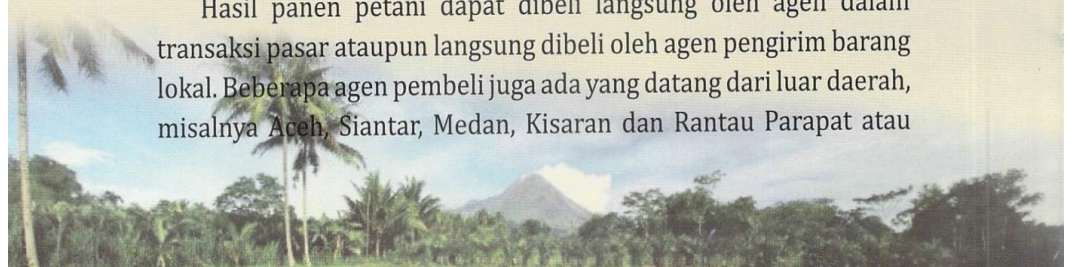 Hasil panen petani dapat dibeli langsung oleh agen dalam
transaksi pasar ataupun langsung dibeli oleh agen pengirim barang
lokal. Beberapa agen pembeli juga ada yang datang dari luar daerah,
misalnya Aceh, Siantar, Medan, Kisaran dan Rantau Parapat atau